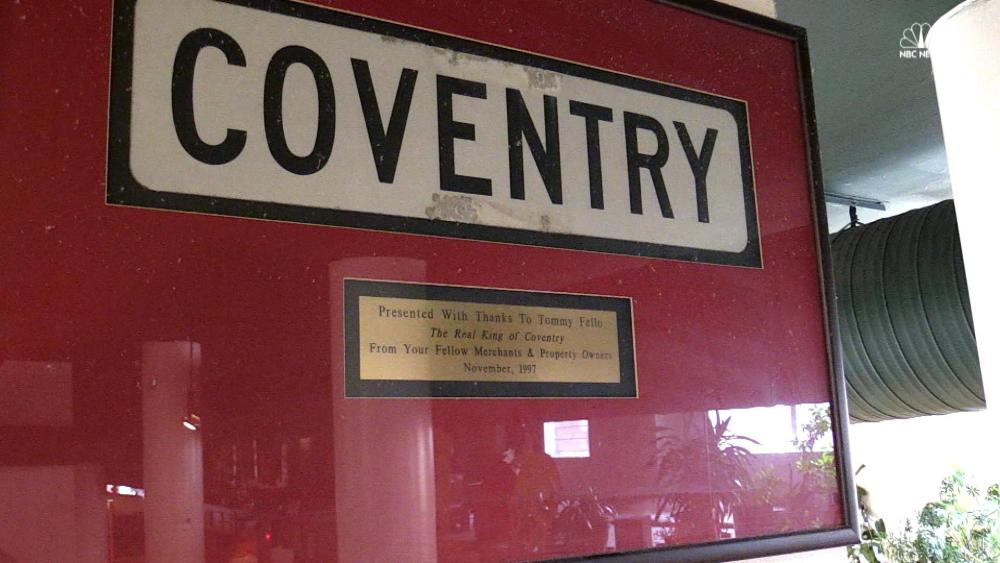 COVENTRY
Presented With Thanks To Tommy Fello
The Real King of Coventry
From Your Fellow Merchants & Property Owners
November, 1997
NBC